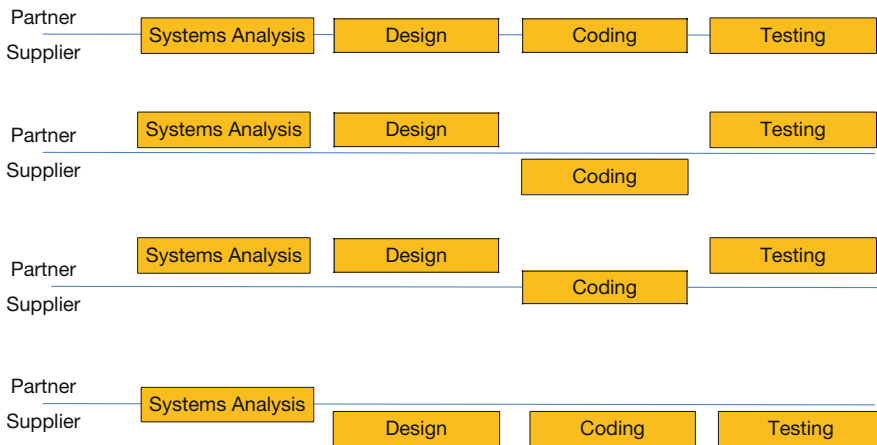 Partner
Systems Analysis Design Coding Testing
Supplier
Systems Analysis Design Testing
Partner
Supplier
Coding
Systems Analysis Design Testing
Partner
Coding
Supplier
Partner
Systems Analysis
Supplier
Design Coding Testing